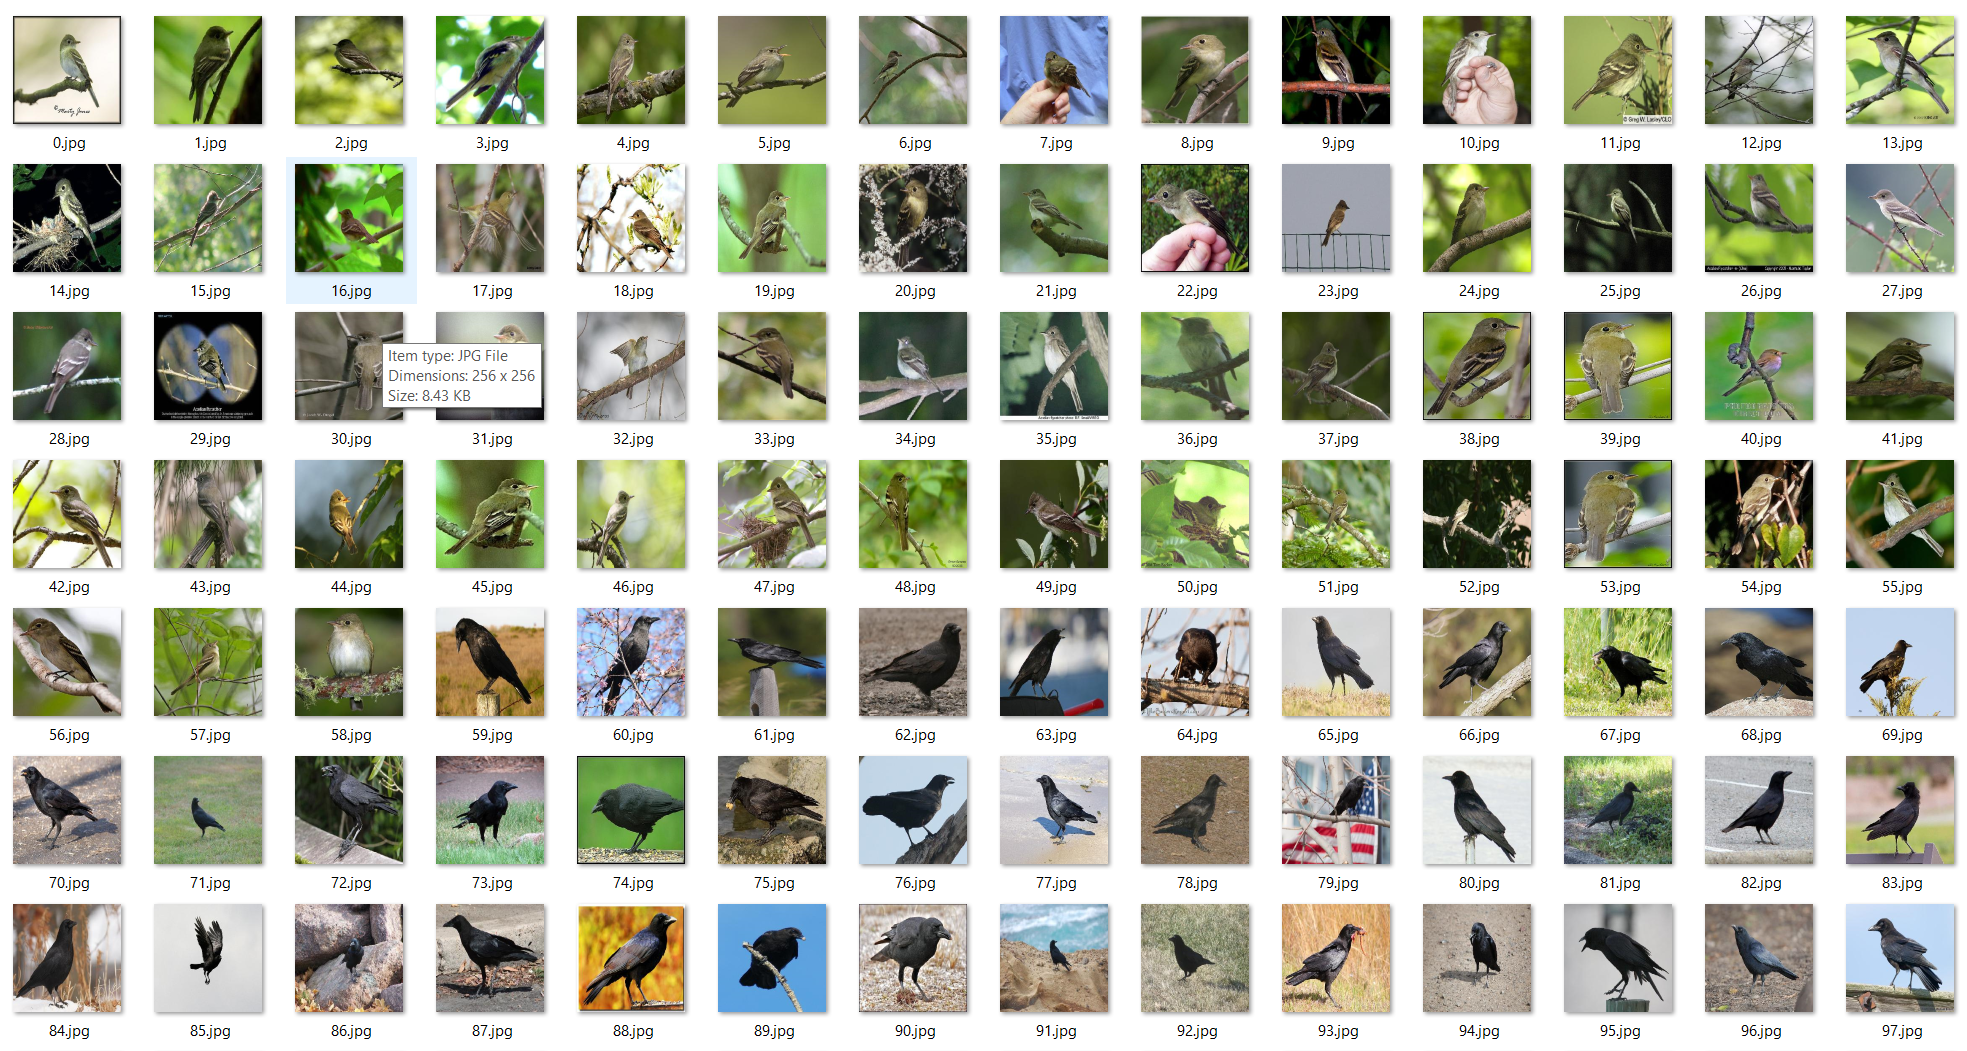 © Marty Jones
0.jpg
1.jpg
2.jpg
3.jpg
4.jpg
5.jpg
6.jpg
7.jpg
8.jpg
9.jpg
10.jpg
© Greg W. Lasley/CLO
11.jpg
12.jpg
13.jpg
14.jpg
15.jpg
16.jpg
17.jpg
18.jpg
19.jpg
20.jpg
21.jpg
22.jpg
23.jpg
24.jpg
25.jpg
26.jpg
27.jpg
Item type: JPG File
Dimensions: 256 x 256
Size: 8.43 KB
28.jpg
29.jpg
30.jpg
31.jpg
32.jpg
33.jpg
34.jpg
35.jpg
36.jpg
37.jpg
38.jpg
39.jpg
40.jpg
41.jpg
42.jpg
43.jpg
44.jpg
45.jpg
46.jpg
47.jpg
48.jpg
49.jpg
50.jpg
51.jpg
52.jpg
53.jpg
54.jpg
55.jpg
56.jpg
57.jpg
58.jpg
59.jpg
60.jpg
61.jpg
62.jpg
63.jpg
64.jpg
65.jpg
66.jpg
67.jpg
68.jpg
69.jpg
70.jpg
71.jpg
72.jpg
73.jpg
74.jpg
75.jpg
76.jpg
77.jpg
78.jpg
79.jpg
80.jpg
81.jpg
82.jpg
83.jpg
84.jpg
85.jpg
86.jpg
87.jpg
88.jpg
89.jpg
90.jpg
91.jpg
92.jpg
93.jpg
94.jpg
95.jpg
96.jpg
97.jpg